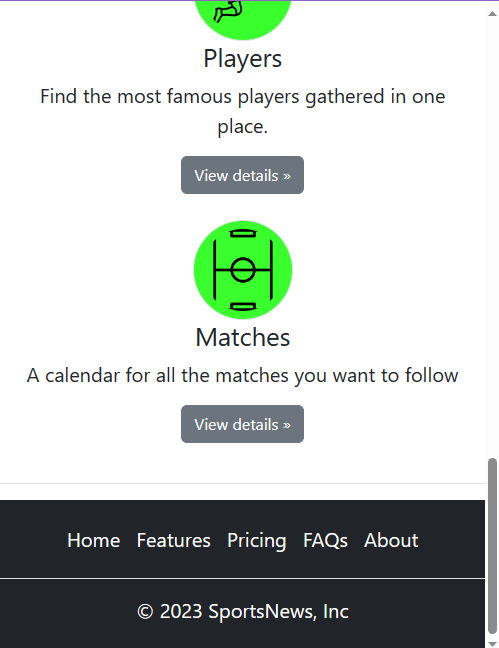 Players
Find the most famous players gathered in one
place.
View details »
Matches
A calendar for all the matches you want to follow
View details »
Home Features Pricing FAQs About
© 2023 SportsNews, Inc